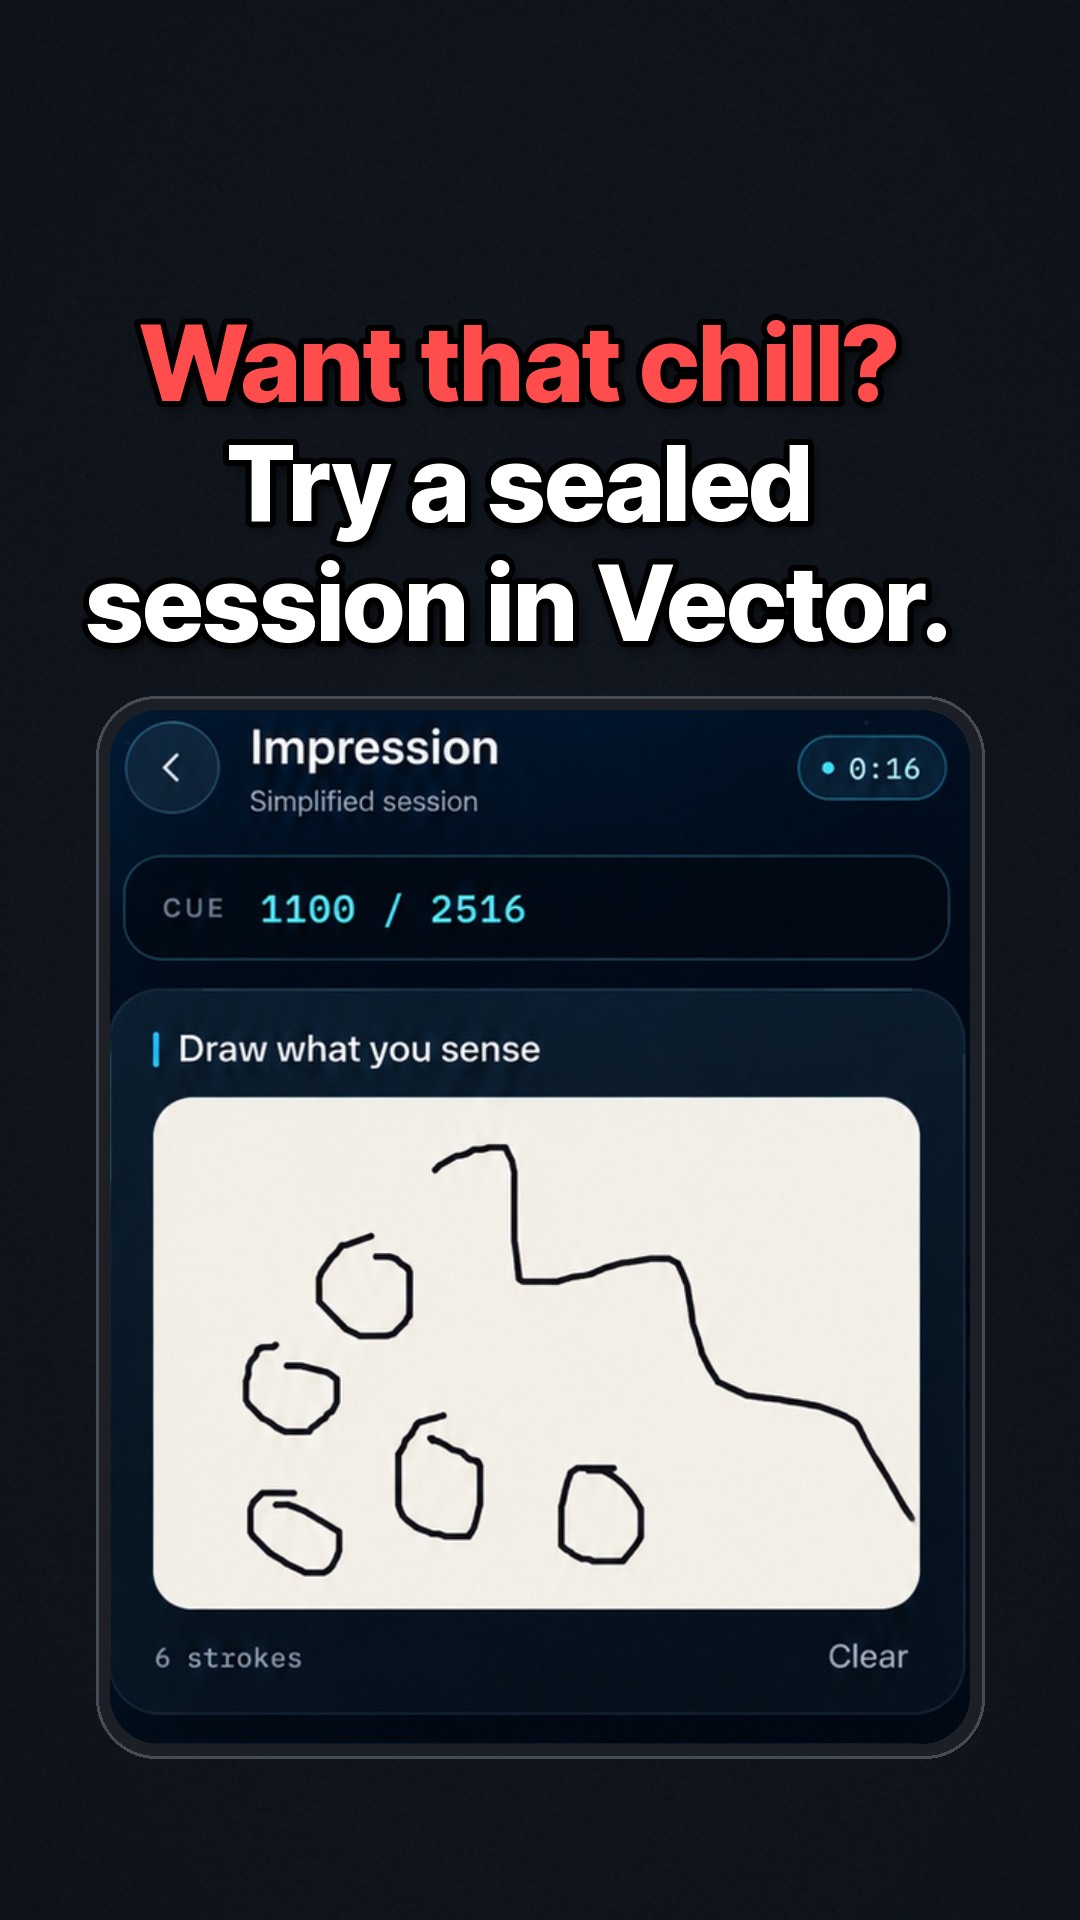 Want that chill?
Try a sealed
session in Vector.
Impression
0:16
Simplified session
CUE 1100 / 2516
Draw what you sense
6 strokes
Clear